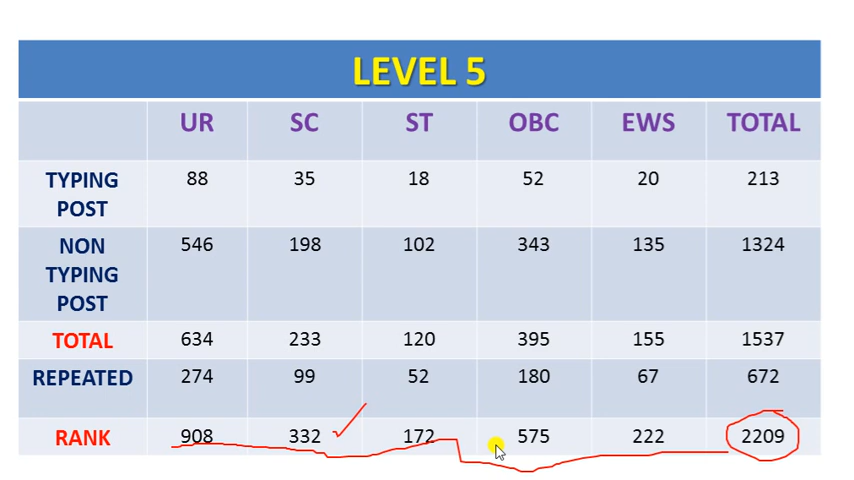 LEVEL 5
UR SC ST OBC EWS TOTAL
TYPING POST 88 35 18 52 20 213
NON TYPING POST 546 198 102 343 135 1324
TOTAL 634 233 120 395 155 1537
REPEATED 274 99 52 180 67 672
RANK 908 332 172 575 222 2209